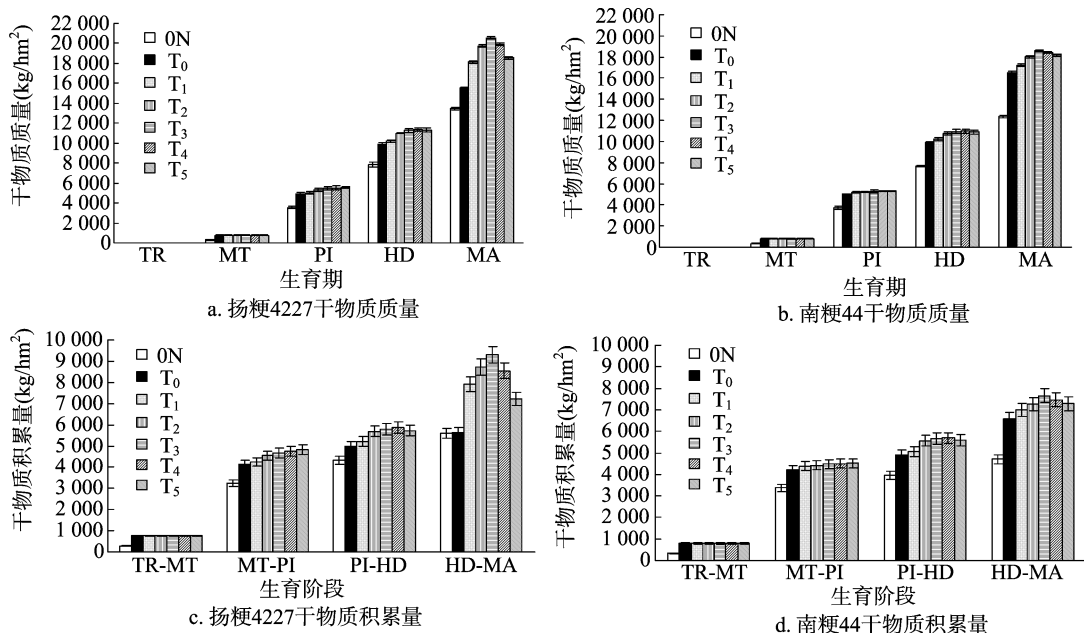 干物质质量(kg/hm²)
22 000
20 000
18 000
16 000
14 000
12 000
10 000
8 000
6 000
4 000
2 000
0
0N
T₀
T₁
T₂
T₃
T₄
T₅
TR MT PI HD MA
生育期
a. 扬粳4227干物质质量
干物质质量(kg/hm²)
22 000
20 000
18 000
16 000
14 000
12 000
10 000
8 000
6 000
4 000
2 000
0
0N
T₀
T₁
T₂
T₃
T₄
T₅
TR MT PI HD MA
生育期
b. 南粳44干物质质量
干物质积累量(kg/hm²)
10 000
9 000
8 000
7 000
6 000
5 000
4 000
3 000
2 000
1 000
0
0N
T₀
T₁
T₂
T₃
T₄
T₅
TR-MT MT-PI PI-HD HD-MA
生育阶段
c. 扬粳4227干物质积累量
干物质积累量(kg/hm²)
10 000
9 000
8 000
7 000
6 000
5 000
4 000
3 000
2 000
1 000
0
0N
T₀
T₁
T₂
T₃
T₄
T₅
TR-MT MT-PI PI-HD HD-MA
生育阶段
d. 南粳44干物质积累量